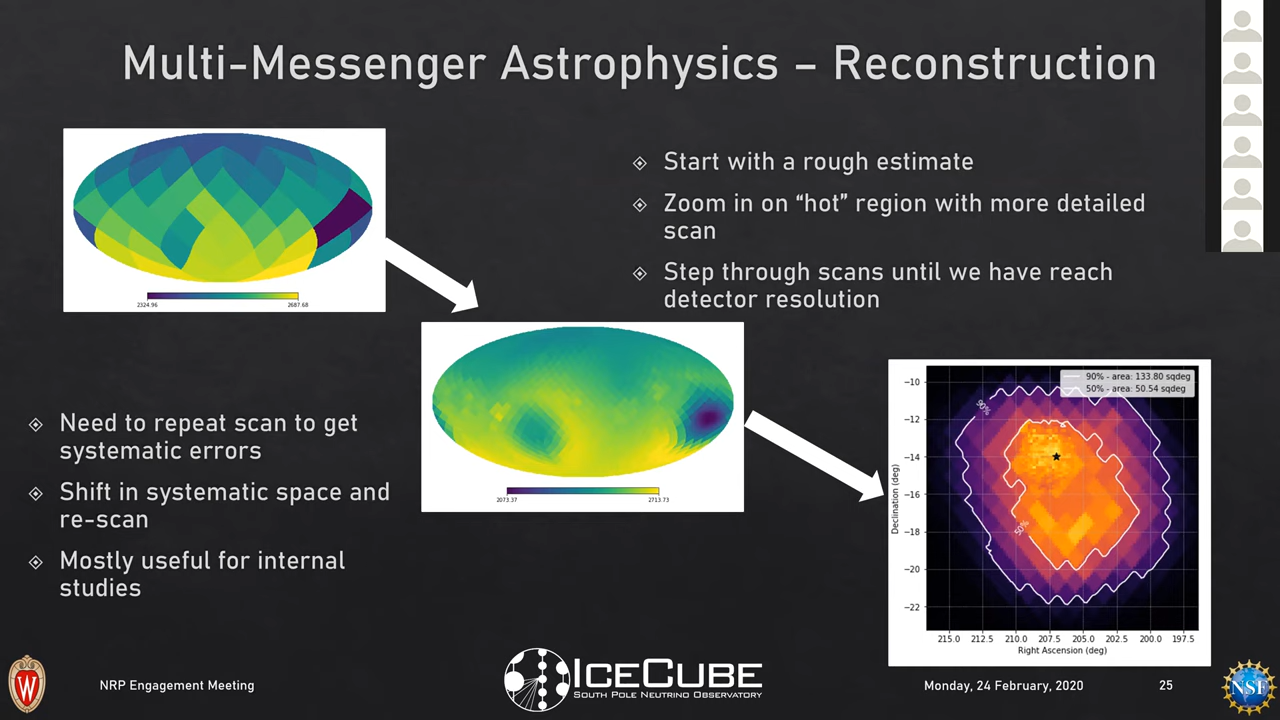 Multi-Messenger Astrophysics – Reconstruction
2324.96
2687.68
Start with a rough estimate
Zoom in on “hot” region with more detailed
scan
Step through scans until we have reach
detector resolution
2073.37
2713.73
Need to repeat scan to get
systematic errors
Shift in systematic space and
re-scan
Mostly useful for internal
studies
90% - area: 133.80 sqdeg
50% - area: 50.54 sqdeg
90%
50%
−10
−12
−14
−16
−18
−20
−22
Declination (deg)
215.0 212.5 210.0 207.5 205.0 202.5 200.0 197.5
Right Ascension (deg)
W
NRP Engagement Meeting
ICECUBE
SOUTH POLE NEUTRINO OBSERVATORY
Monday, 24 February, 2020
25
NSF